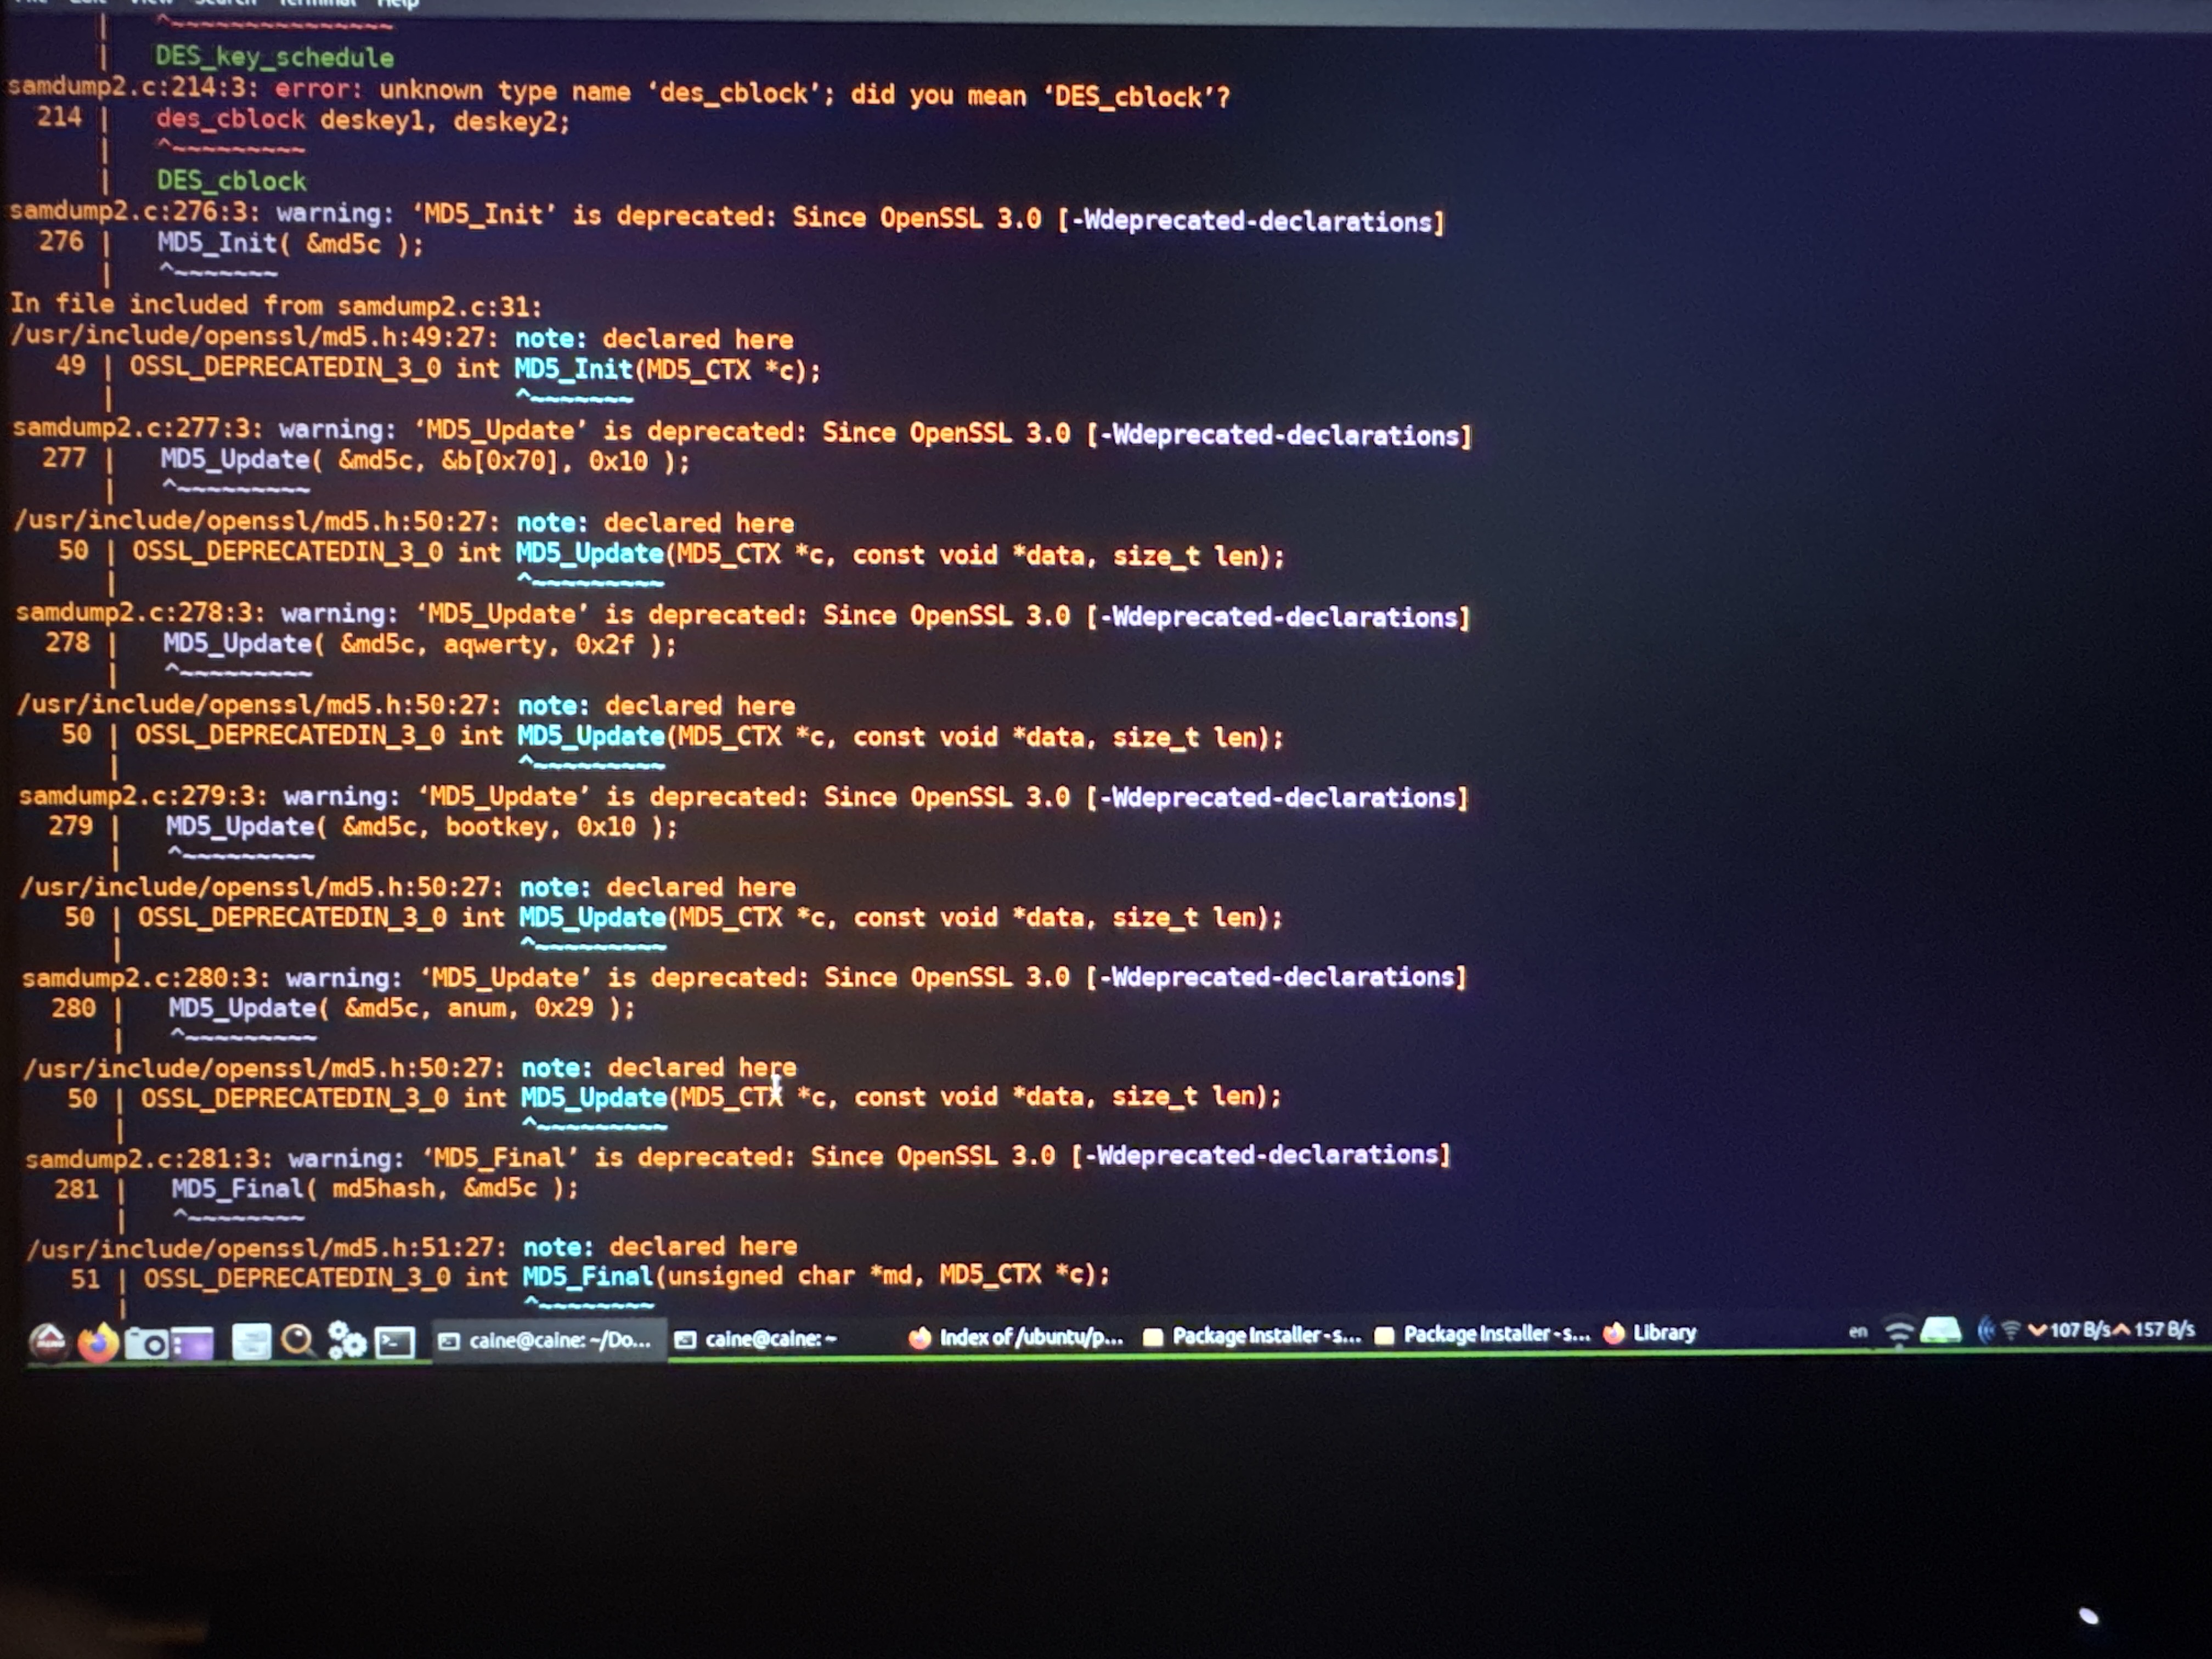 View Search Terminal Help
| ^~~~~~~~~~~~~~~~
| DES_key_schedule
samdump2.c:214:3: error: unknown type name ‘des_cblock’; did you mean ‘DES_cblock’?
214 | des_cblock deskey1, deskey2;
| ^~~~~~~~~~
| DES_cblock
samdump2.c:276:3: warning: ‘MD5_Init’ is deprecated: Since OpenSSL 3.0 [-Wdeprecated-declarations]
276 | MD5_Init( &md5c );
| ^~~~~~~~
In file included from samdump2.c:31:
/usr/include/openssl/md5.h:49:27: note: declared here
49 | OSSL_DEPRECATEDIN_3_0 int MD5_Init(MD5_CTX *c);
| ^~~~~~~~
samdump2.c:277:3: warning: ‘MD5_Update’ is deprecated: Since OpenSSL 3.0 [-Wdeprecated-declarations]
277 | MD5_Update( &md5c, &b[0x70], 0x10 );
| ^~~~~~~~~~
/usr/include/openssl/md5.h:50:27: note: declared here
50 | OSSL_DEPRECATEDIN_3_0 int MD5_Update(MD5_CTX *c, const void *data, size_t len);
| ^~~~~~~~~~
samdump2.c:278:3: warning: ‘MD5_Update’ is deprecated: Since OpenSSL 3.0 [-Wdeprecated-declarations]
278 | MD5_Update( &md5c, aqwerty, 0x2f );
| ^~~~~~~~~~
/usr/include/openssl/md5.h:50:27: note: declared here
50 | OSSL_DEPRECATEDIN_3_0 int MD5_Update(MD5_CTX *c, const void *data, size_t len);
| ^~~~~~~~~~
samdump2.c:279:3: warning: ‘MD5_Update’ is deprecated: Since OpenSSL 3.0 [-Wdeprecated-declarations]
279 | MD5_Update( &md5c, bootkey, 0x10 );
| ^~~~~~~~~~
/usr/include/openssl/md5.h:50:27: note: declared here
50 | OSSL_DEPRECATEDIN_3_0 int MD5_Update(MD5_CTX *c, const void *data, size_t len);
| ^~~~~~~~~~
samdump2.c:280:3: warning: ‘MD5_Update’ is deprecated: Since OpenSSL 3.0 [-Wdeprecated-declarations]
280 | MD5_Update( &md5c, anum, 0x29 );
| ^~~~~~~~~~
/usr/include/openssl/md5.h:50:27: note: declared here
50 | OSSL_DEPRECATEDIN_3_0 int MD5_Update(MD5_CTX *c, const void *data, size_t len);
| ^~~~~~~~~~
samdump2.c:281:3: warning: ‘MD5_Final’ is deprecated: Since OpenSSL 3.0 [-Wdeprecated-declarations]
281 | MD5_Final( md5hash, &md5c );
| ^~~~~~~~~
/usr/include/openssl/md5.h:51:27: note: declared here
51 | OSSL_DEPRECATEDIN_3_0 int MD5_Final(unsigned char *md, MD5_CTX *c);
| ^~~~~~~~~
caine@caine: ~/Do... caine@caine: ~ Index of /ubuntu/p... Package Installer - s... Package Installer - s... Library en 107 B/s 157 B/s